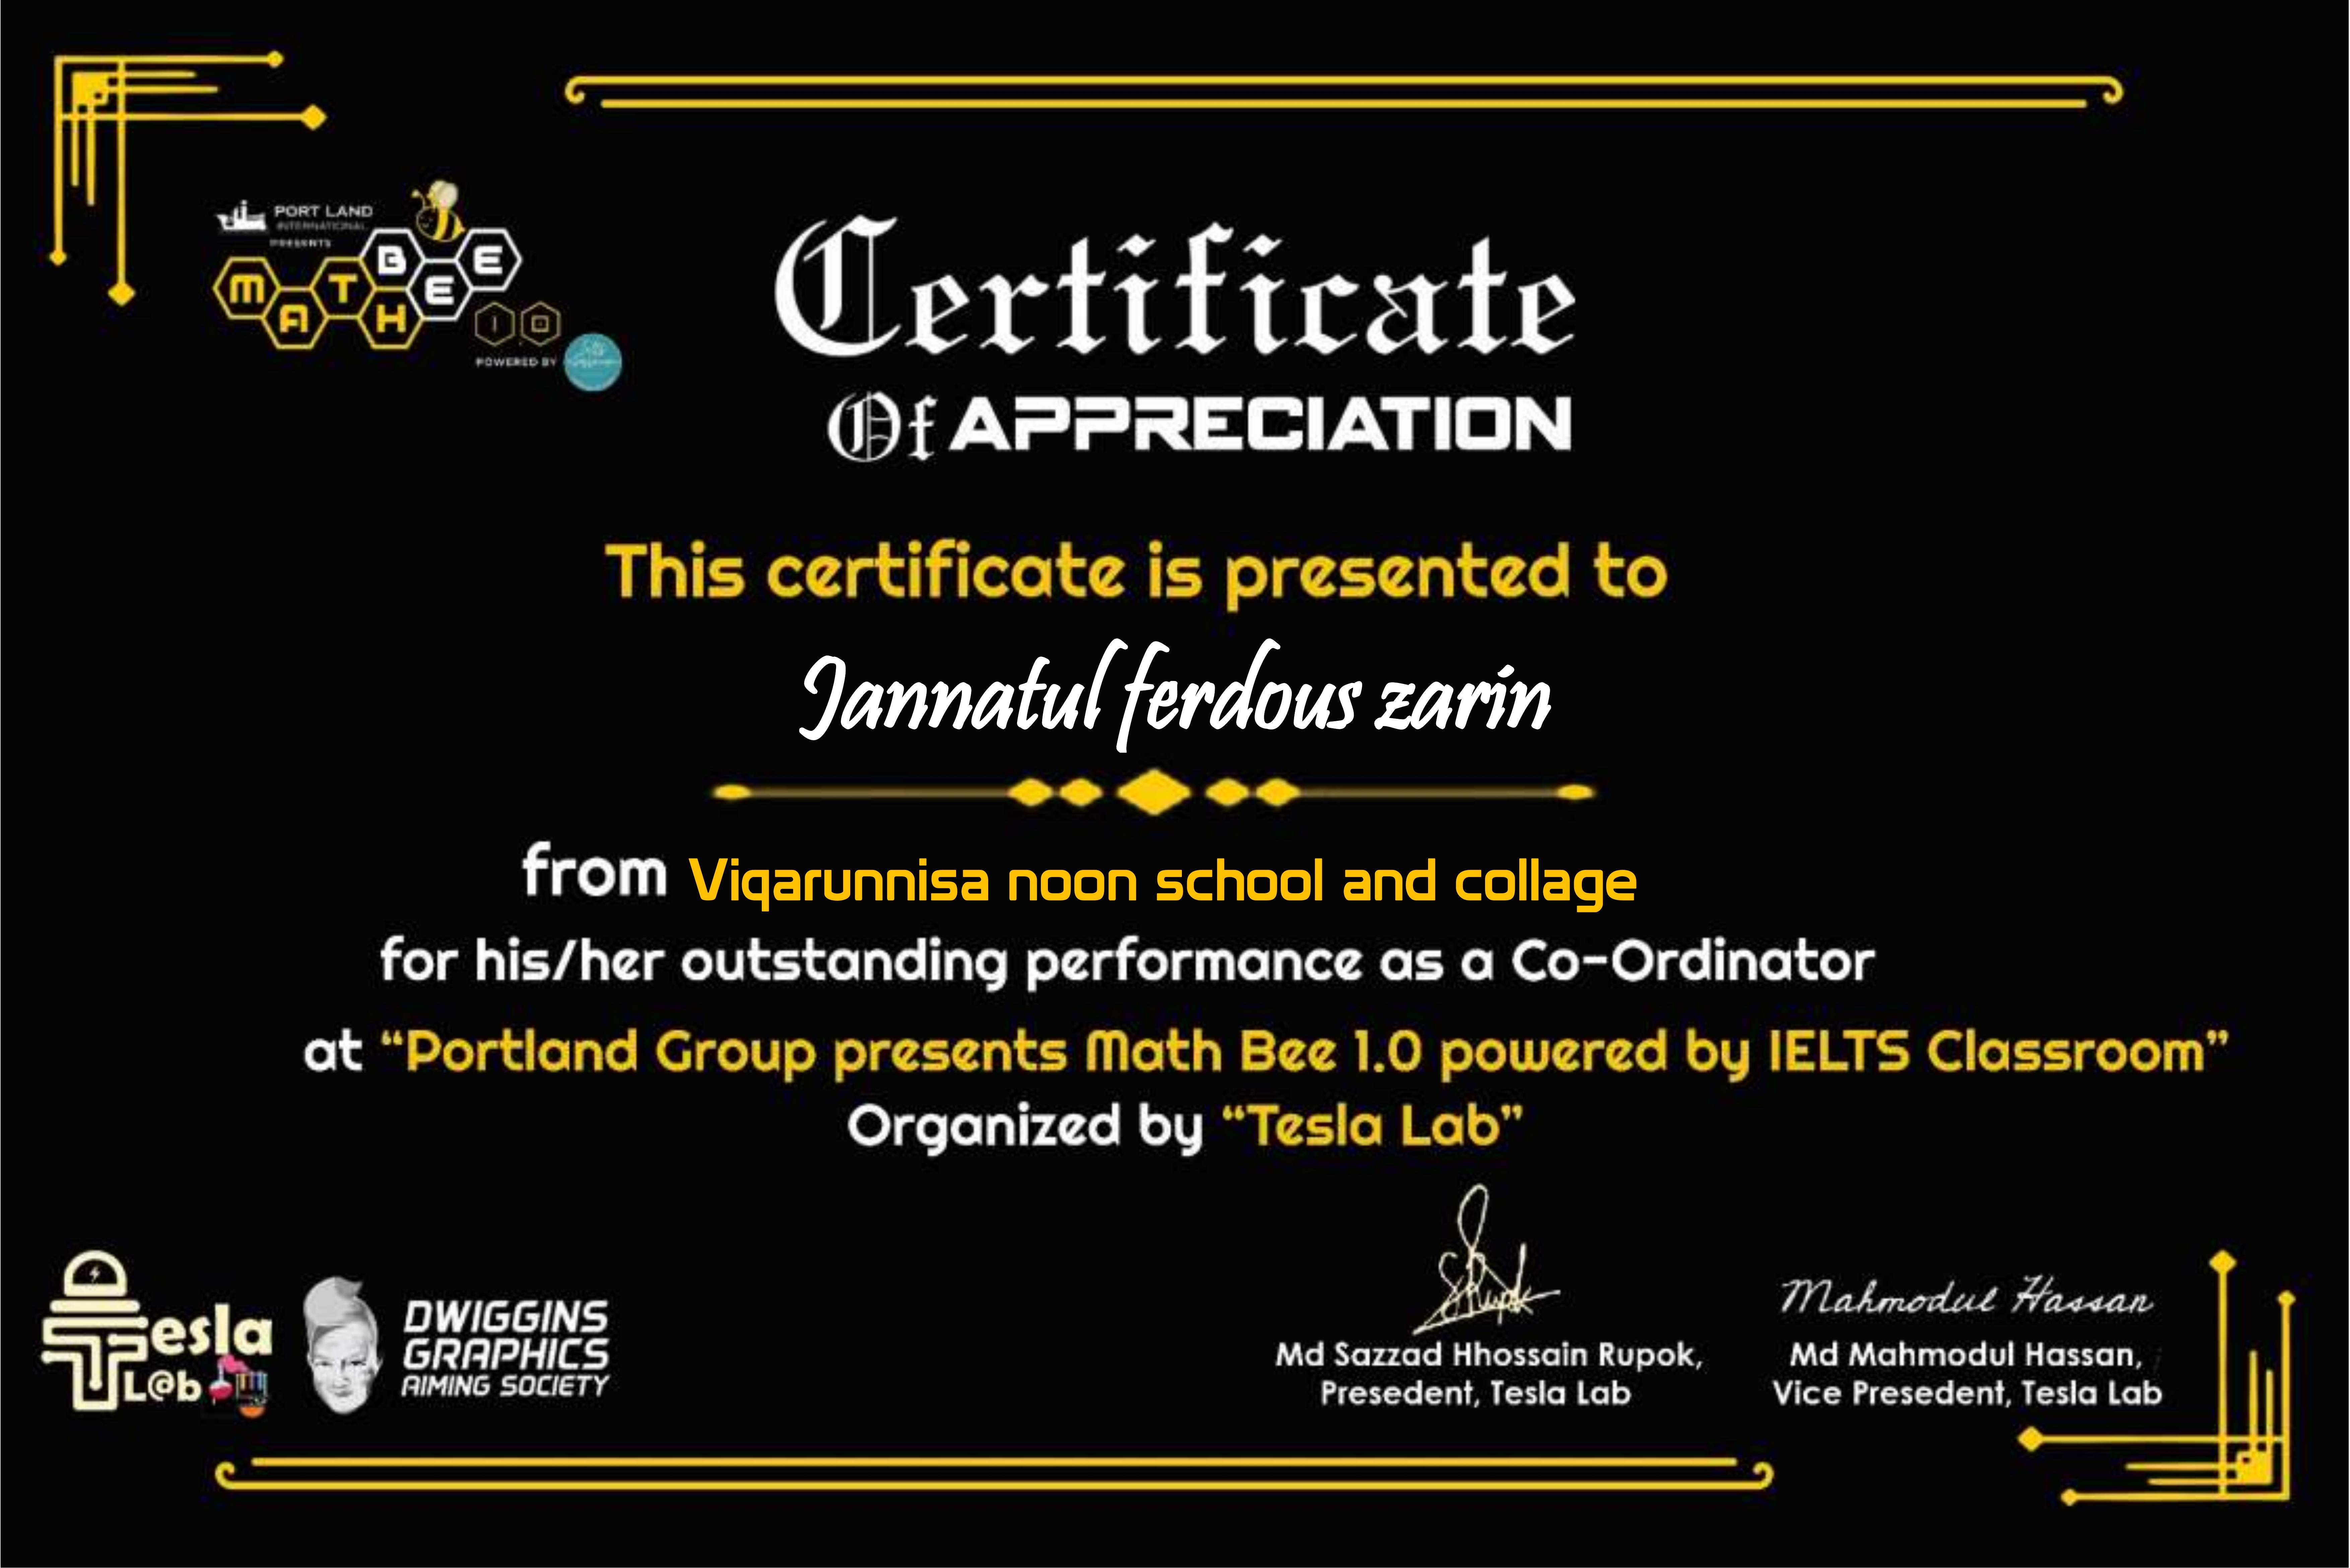 PORT LAND
INTERNATIONAL
PRESENTS
MATH BEE
1.0
POWERED BY
Certificate
Of APPRECIATION
This certificate is presented to
Jannatul ferdous zarin
from Viqarunnisa noon school and collage
for his/her outstanding performance as a Co-Ordinator
at “Portland Group presents Math Bee 1.0 powered by IELTS Classroom”
Organized by “Tesla Lab”
Tesla
L@b
DWIGGINS
GRAPHICS
AIMING SOCIETY
Md Sazzad Hhossain Rupok,
Presedent, Tesla Lab
Mahmodul Hassan
Md Mahmodul Hassan,
Vice Presedent, Tesla Lab